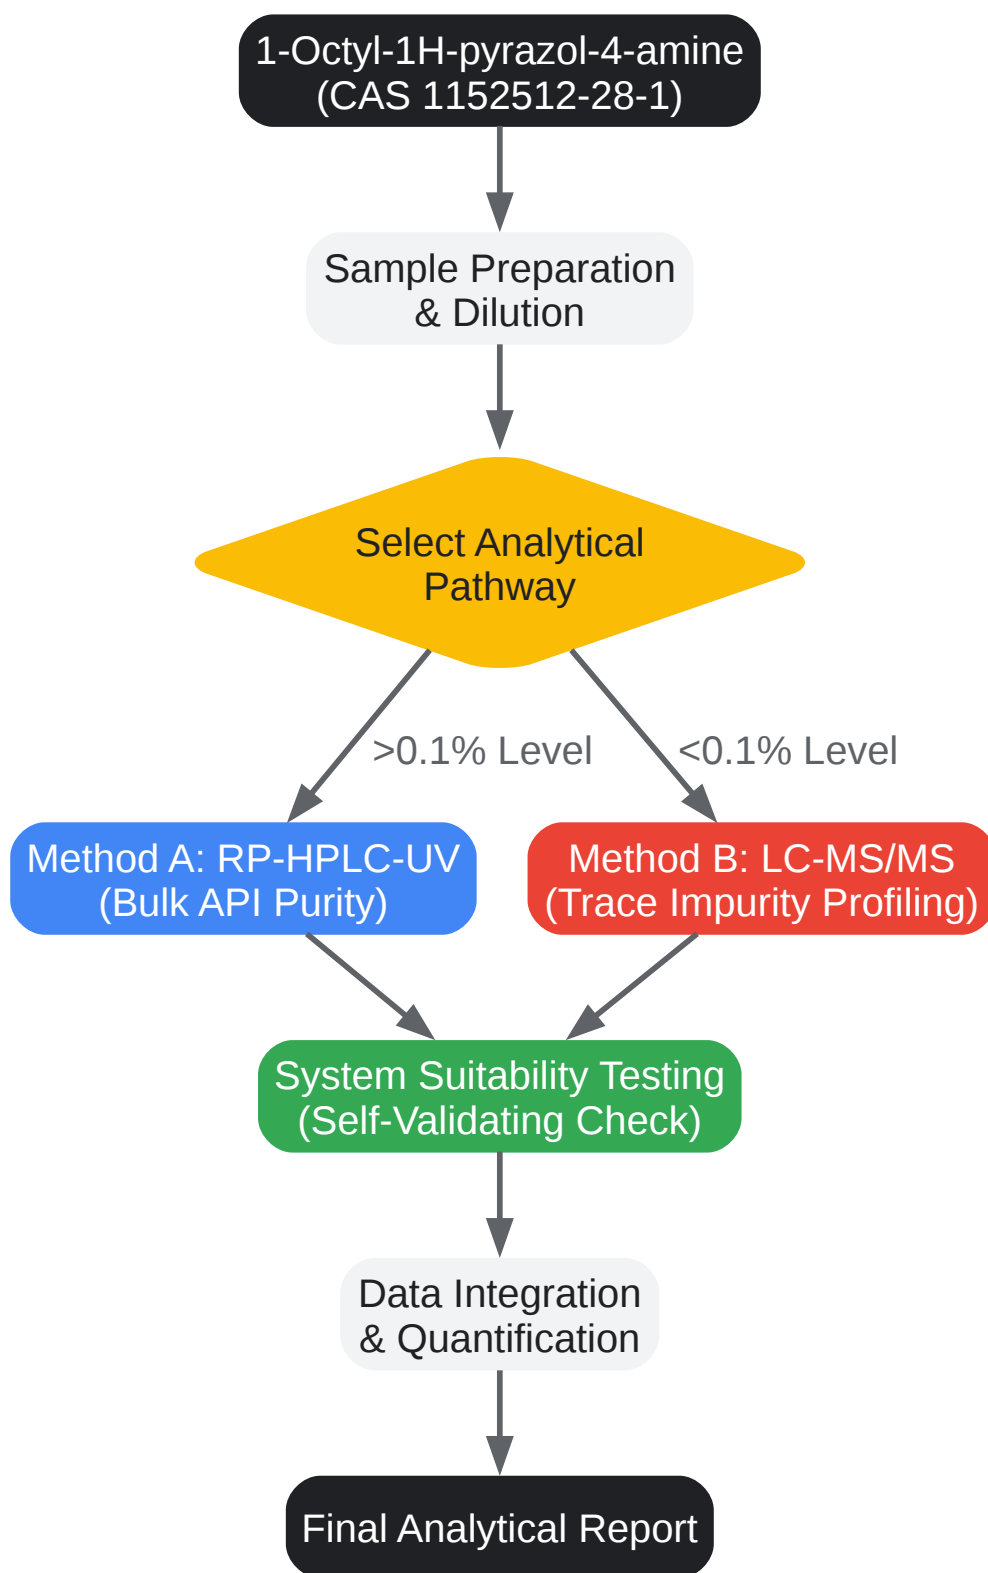 1-Octyl-1H-pyrazol-4-amine
(CAS 1152512-28-1)
Sample Preparation
& Dilution
Select Analytical
Pathway
>0.1% Level
<0.1% Level
Method A: RP-HPLC-UV
(Bulk API Purity)
Method B: LC-MS/MS
(Trace Impurity Profiling)
System Suitability Testing
(Self-Validating Check)
Data Integration
& Quantification
Final Analytical Report